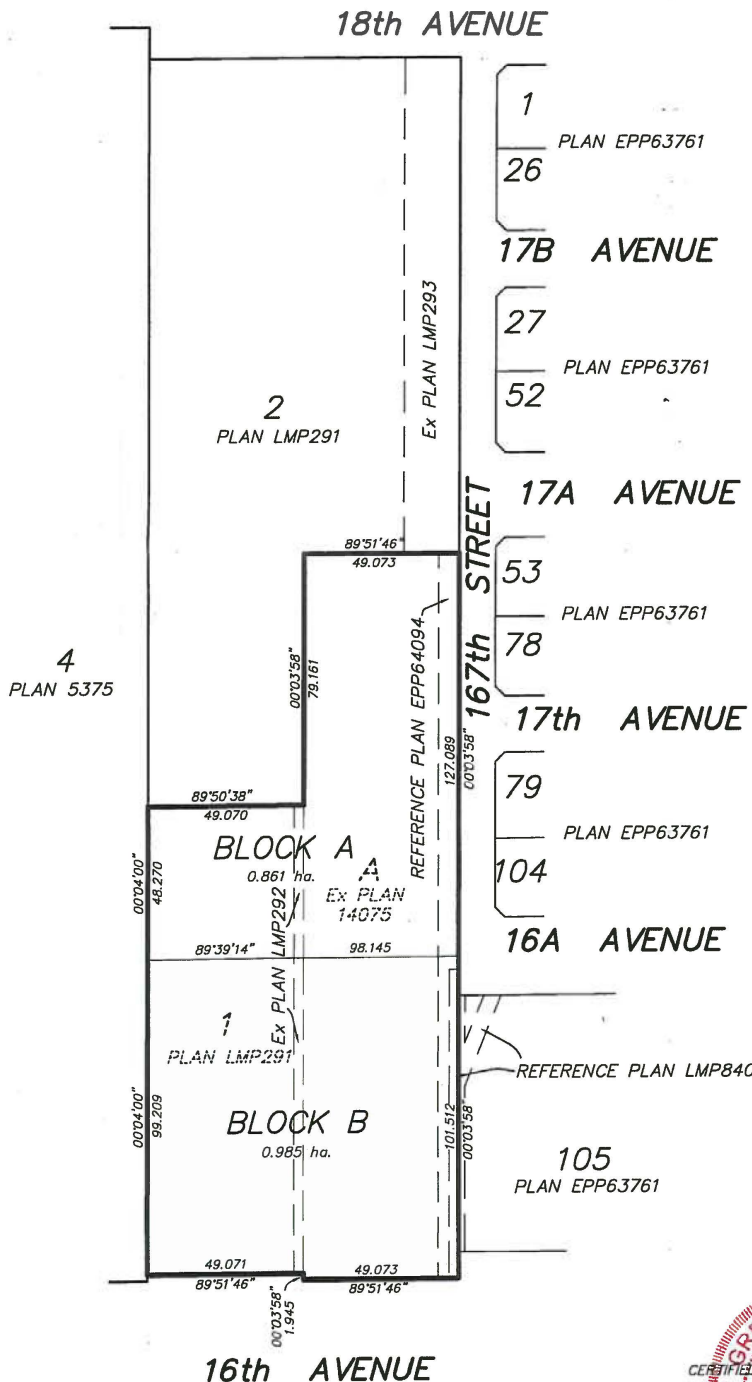 18th AVENUE
1
PLAN EPP63761
26
17B AVENUE
Ex PLAN LMP293
27
PLAN EPP63761
52
2
PLAN LMP291
17A AVENUE
167th STREET
89°51'46"
49.073
53
PLAN EPP63761
78
REFERENCE PLAN EPP64094
4
PLAN 5375
00°03'58"
79.161
17th AVENUE
127.089
00°03'58"
79
PLAN EPP63761
104
89°50'38"
49.070
BLOCK A
0.861 ha.
A
Ex PLAN
14075
00°04'00"
48.270
Ex PLAN LMP292
16A AVENUE
89°39'14"
98.145
1
PLAN LMP291
REFERENCE PLAN LMP840
BLOCK B
0.985 ha.
00°04'00"
99.209
101.512
00°03'58"
105
PLAN EPP63761
49.071
89°51'46"
49.073
89°51'46"
00°03'58"
1.945
16th AVENUE
CERTIFIED